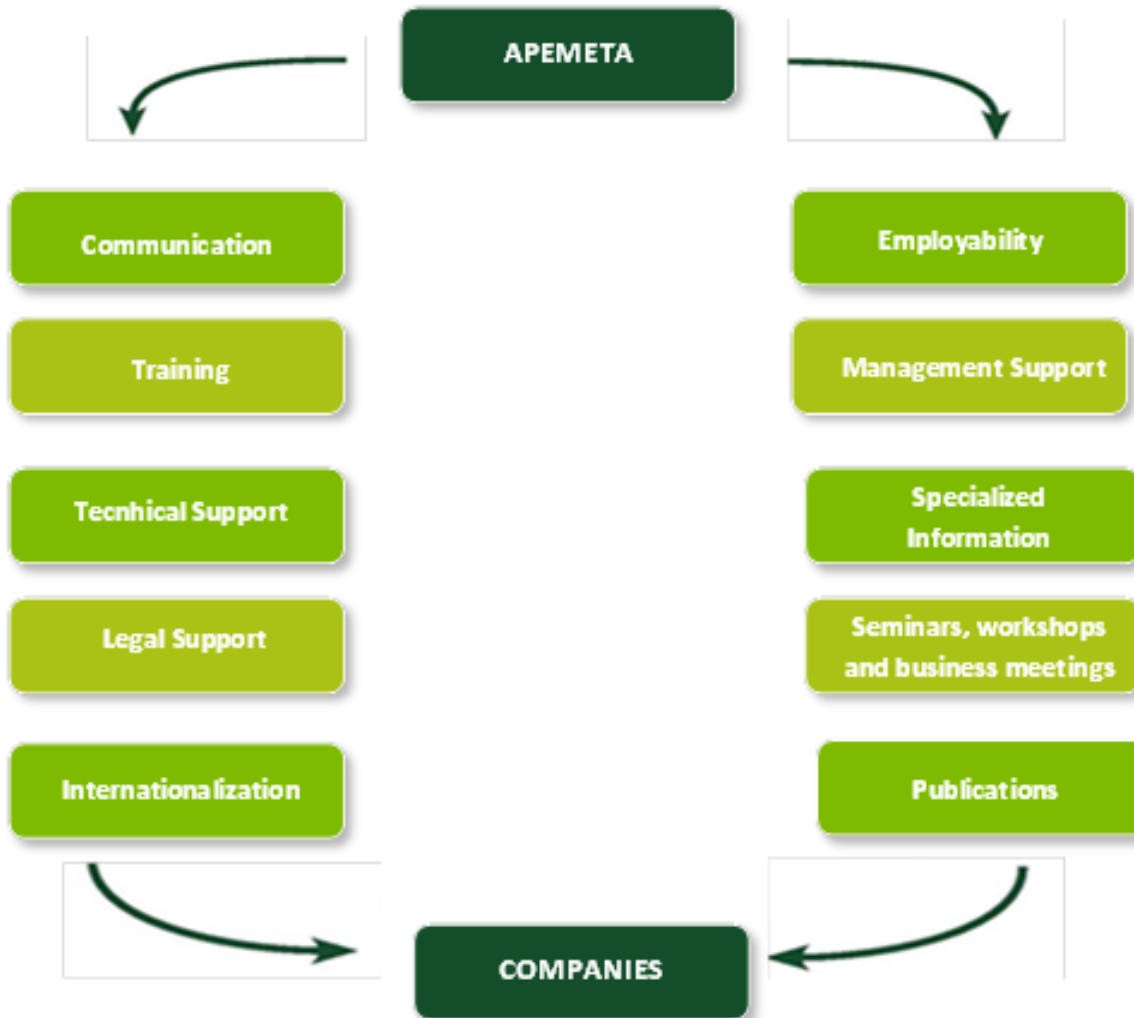 APEMETA
Communication
Employability
Training
Management Support
Tecnhical Support
Specialized
Information
Legal Support
Seminars, workshops
and business meetings
Internationalization
Publications
COMPANIES